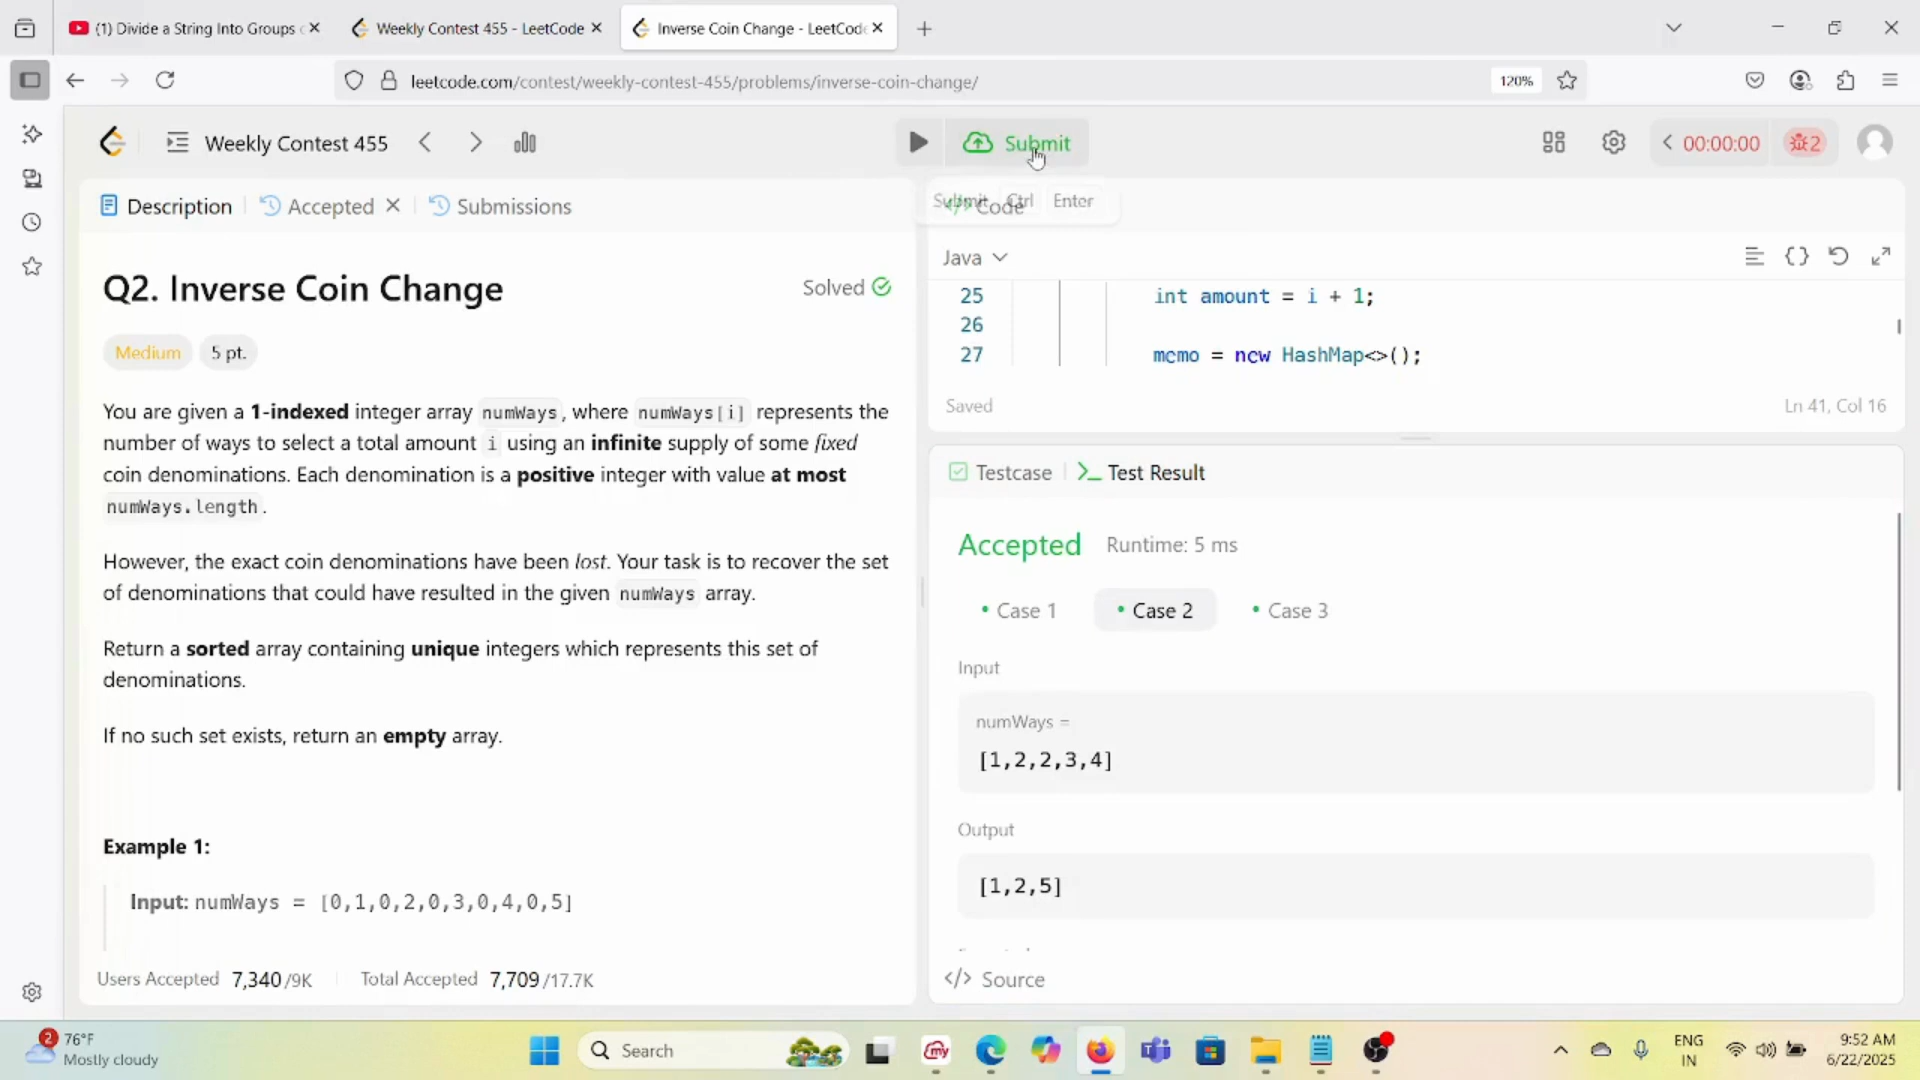 (1) Divide a String Into Groups
Weekly Contest 455 - LeetCode
Inverse Coin Change - LeetCode
leetcode.com/contest/weekly-contest-455/problems/inverse-coin-change/
120%
Weekly Contest 455
Submit
00:00:00
2
Description
Accepted
Submissions
Submit Ctrl Enter
Code
Q2. Inverse Coin Change
Solved
Medium
5 pt.
You are given a 1-indexed integer array numWays, where numWays[i] represents the
number of ways to select a total amount i using an infinite supply of some fixed
coin denominations. Each denomination is a positive integer with value at most
numWays.length.
However, the exact coin denominations have been lost. Your task is to recover the set
of denominations that could have resulted in the given numWays array.
Return a sorted array containing unique integers which represents this set of
denominations.
If no such set exists, return an empty array.
Example 1:
Input: numWays = [0,1,0,2,0,3,0,4,0,5]
Users Accepted 7,340/9K
Total Accepted 7,709/17.7K
Java
25 int amount = i + 1;
26
27 memo = new HashMap<>();
Saved
Ln 41, Col 16
Testcase
Test Result
Accepted Runtime: 5 ms
Case 1
Case 2
Case 3
Input
numWays =
[1,2,2,3,4]
Output
[1,2,5]
</> Source
2
76°F
Mostly cloudy
Search
my
ENG
IN
9:52 AM
6/22/2025